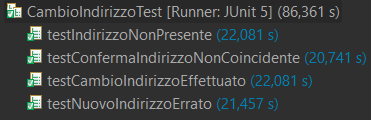 CambioIndirizzoTest [Runner: JUnit 5] (86,361 s)
testIndirizzoNonPresente (22,081 s)
testConfermaIndirizzoNonCoincidente (20,741 s)
testCambioIndirizzoEffettuato (22,081 s)
testNuovoIndirizzoErrato (21,457 s)